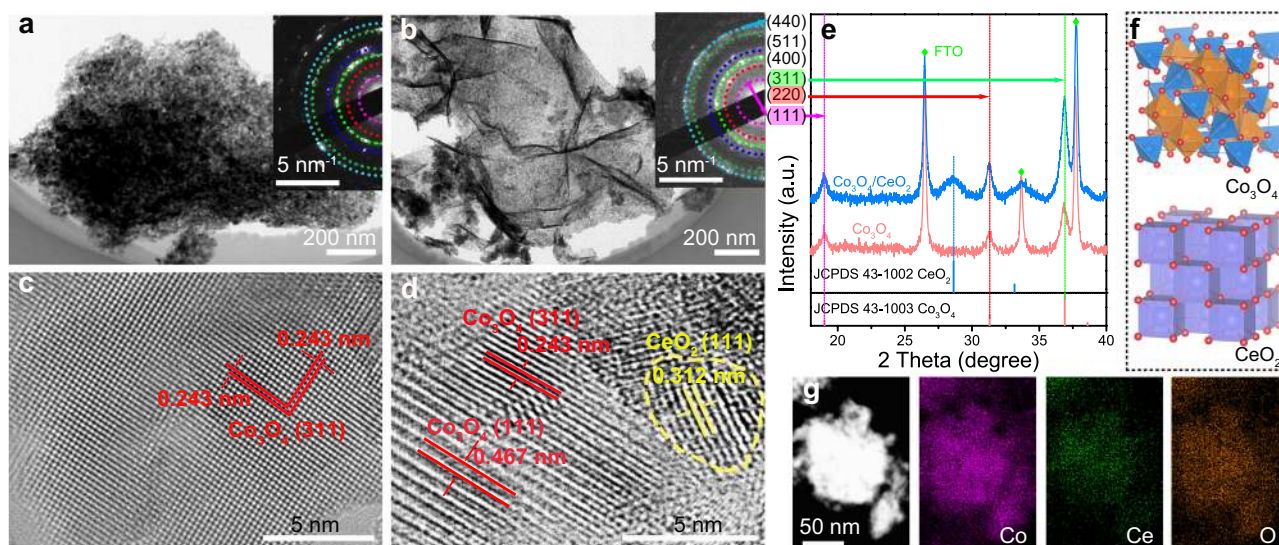 a
5 nm⁻¹
200 nm
b
5 nm⁻¹
200 nm
(440)
(511)
(400)
(311)
(220)
(111)
c
0.243 nm
0.243 nm
Co₃O₄ (311)
5 nm
d
Co₃O₄ (311)
0.243 nm
CeO₂ (111)
0.312 nm
Co₃O₄ (111)
0.467 nm
5 nm
e
FTO
Co₃O₄/CeO₂
Co₃O₄
JCPDS 43-1002 CeO₂
JCPDS 43-1003 Co₃O₄
Intensity (a.u.)
20 25 30 35 40
2 Theta (degree)
f
Co₃O₄
CeO₂
g
50 nm
Co
Ce
O